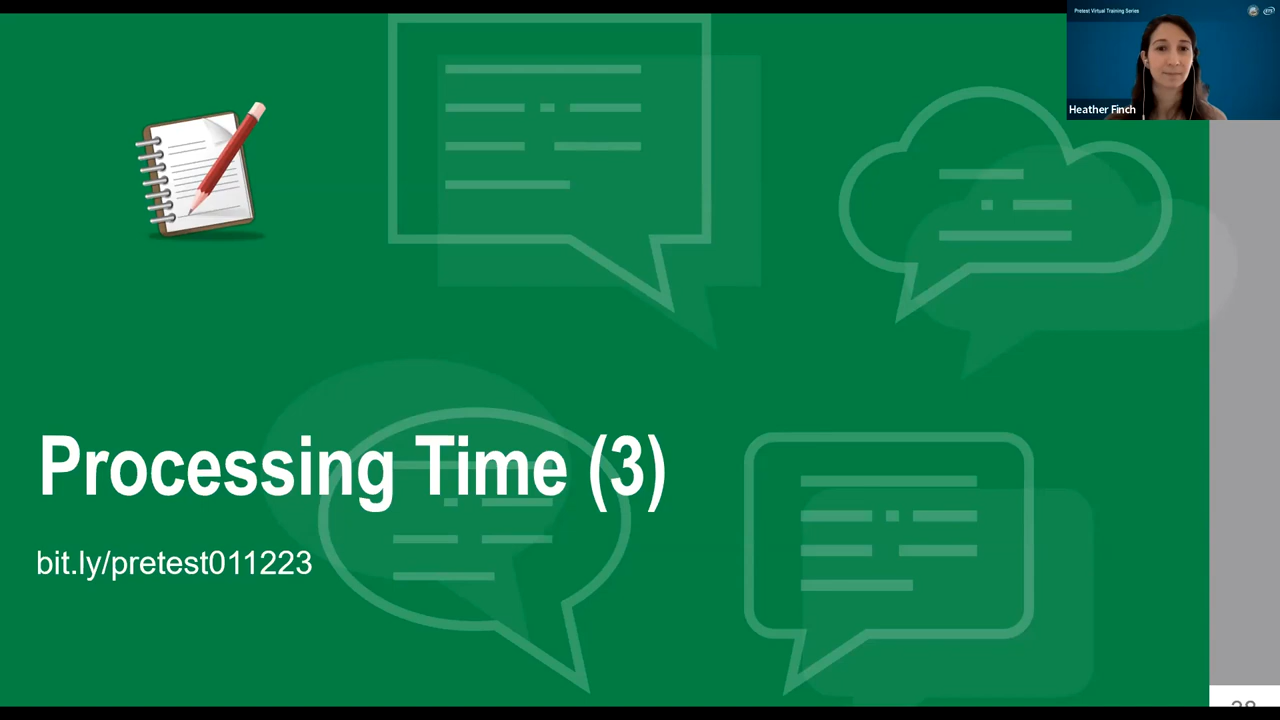 Pretest Virtual Training Series
Heather Finch
Processing Time (3)
bit.ly/pretest011223